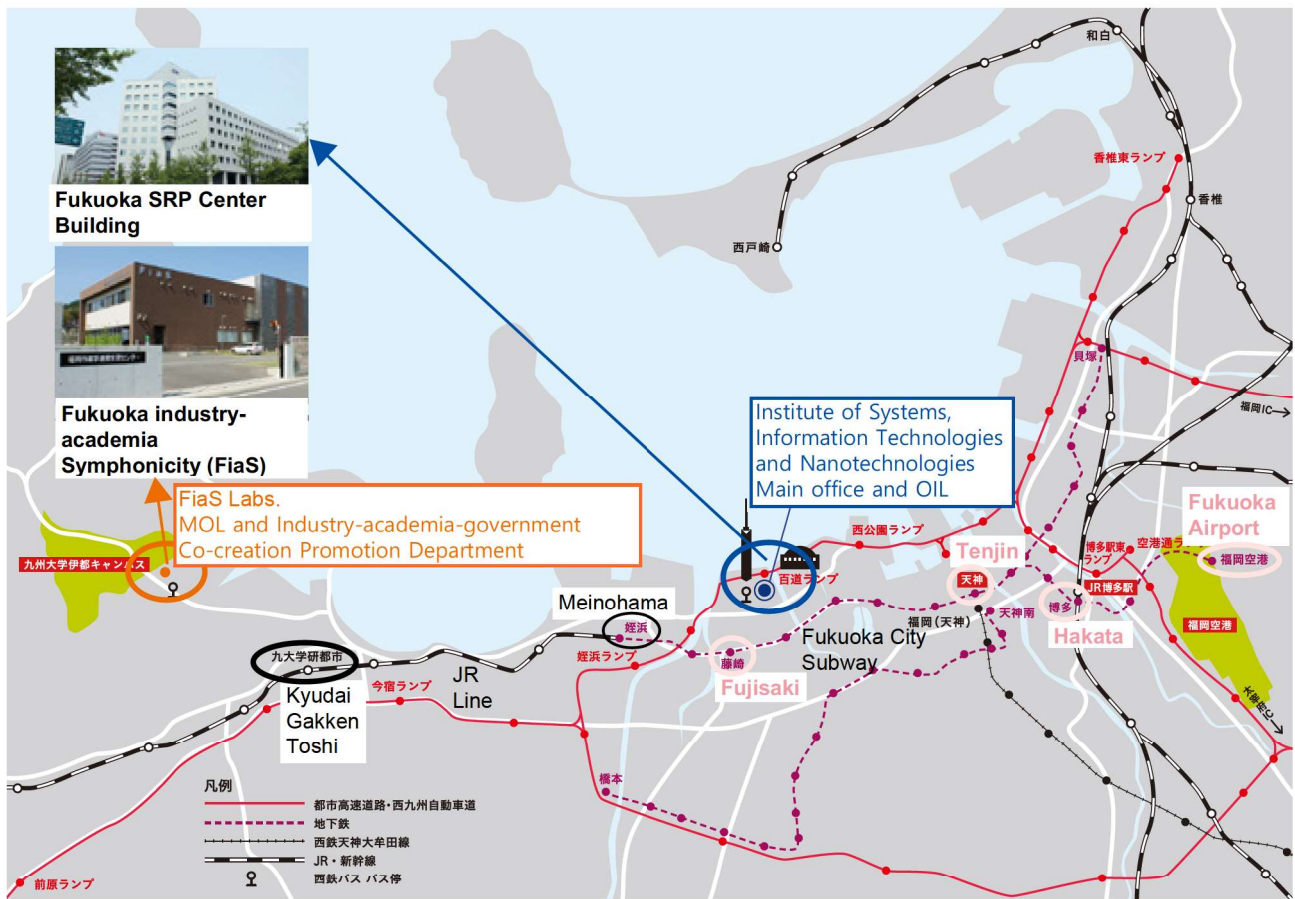 和白
香椎東ランプ
香椎
西戸崎
Fukuoka SRP Center
Building
FiaS
Fukuoka industry-
academia
Symphonicity (FiaS)
貝塚
福岡IC
Institute of Systems,
Information Technologies
and Nanotechnologies
Main office and OIL
FiaS Labs.
MOL and Industry-academia-government
Co-creation Promotion Department
九州大学伊都キャンパス
西公園ランプ
百道ランプ
Tenjin
天神
Fukuoka
Airport
博多駅東
ランプ
空港通ランプ
福岡空港
JR博多駅
博多
Hakata
福岡空港
Meinohama
姪浜
姪浜ランプ
藤崎
Fujisaki
福岡(天神)
天神南
Fukuoka City
Subway
九大学研都市
Kyudai
Gakken
Toshi
今宿ランプ
JR
Line
太宰府IC
橋本
凡例
都市高速道路・西九州自動車道
地下鉄
西鉄天神大牟田線
JR・新幹線
西鉄バス バス停
前原ランプ